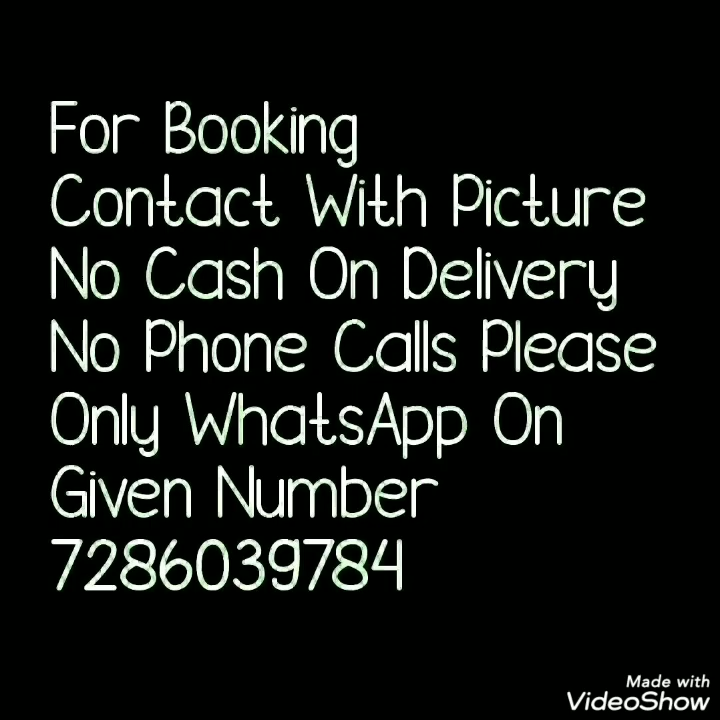 For Booking
Contact With Picture
No Cash On Delivery
No Phone Calls Please
Only WhatsApp On
Given Number
7286039784
Made with
VideoShow